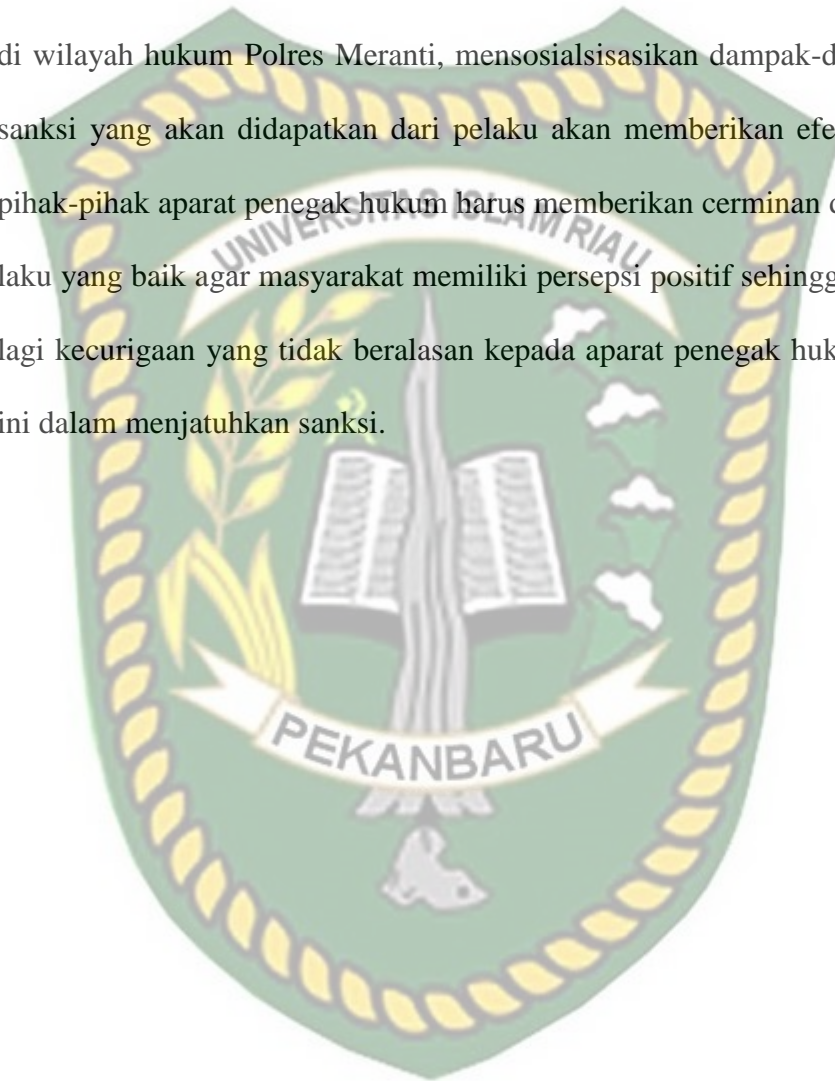 di wilayah hukum Polres Meranti, mensosialsisasikan dampak-d
sanksi yang akan didapatkan dari pelaku akan memberikan efe
pihak-pihak aparat penegak hukum harus memberikan cerminan
laku yang baik agar masyarakat memiliki persepsi positif sehingg
lagi kecurigaan yang tidak beralasan kepada aparat penegak huk
ini dalam menjatuhkan sanksi.
UNIVERSITAS ISLAM RIAU
PEKANBARU